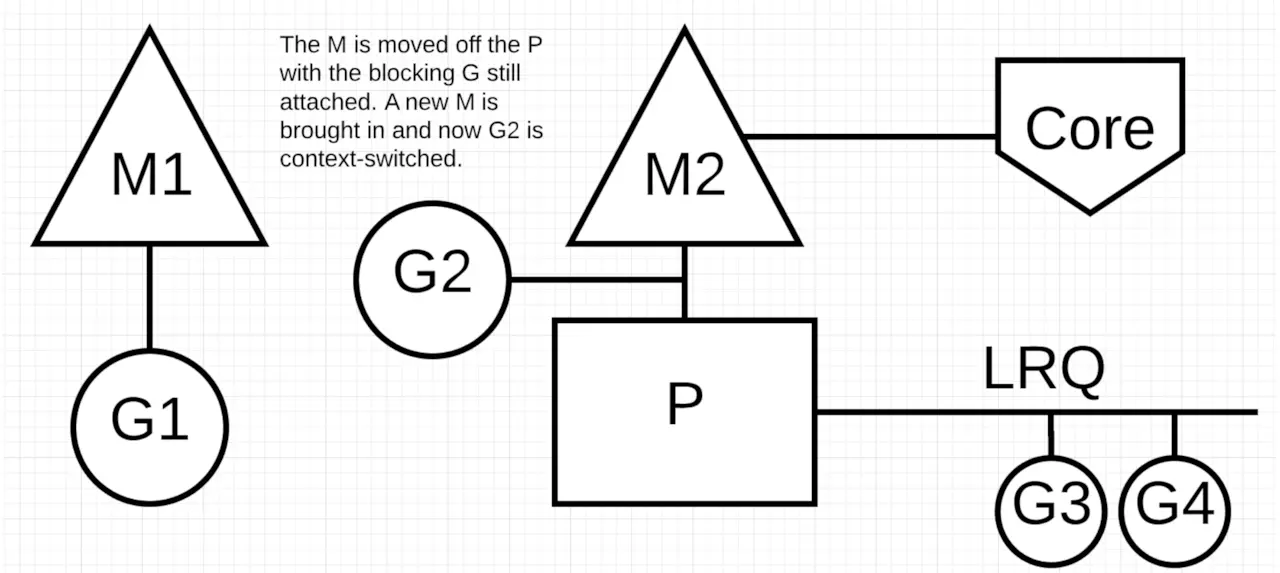 The M is moved off the P
with the blocking G still
attached. A new M is
brought in and now G2 is
context-switched.
M1
M2
Core
G2
G1
P
LRQ
G3
G4